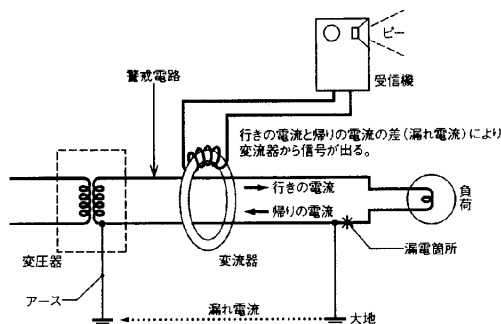 ピー
受信機
警戒電路
行きの電流と帰りの電流の差(漏れ電流)により
変流器から信号が出る。
行きの電流
帰りの電流
負荷
漏電箇所
変圧器
変流器
アース
漏れ電流
大地